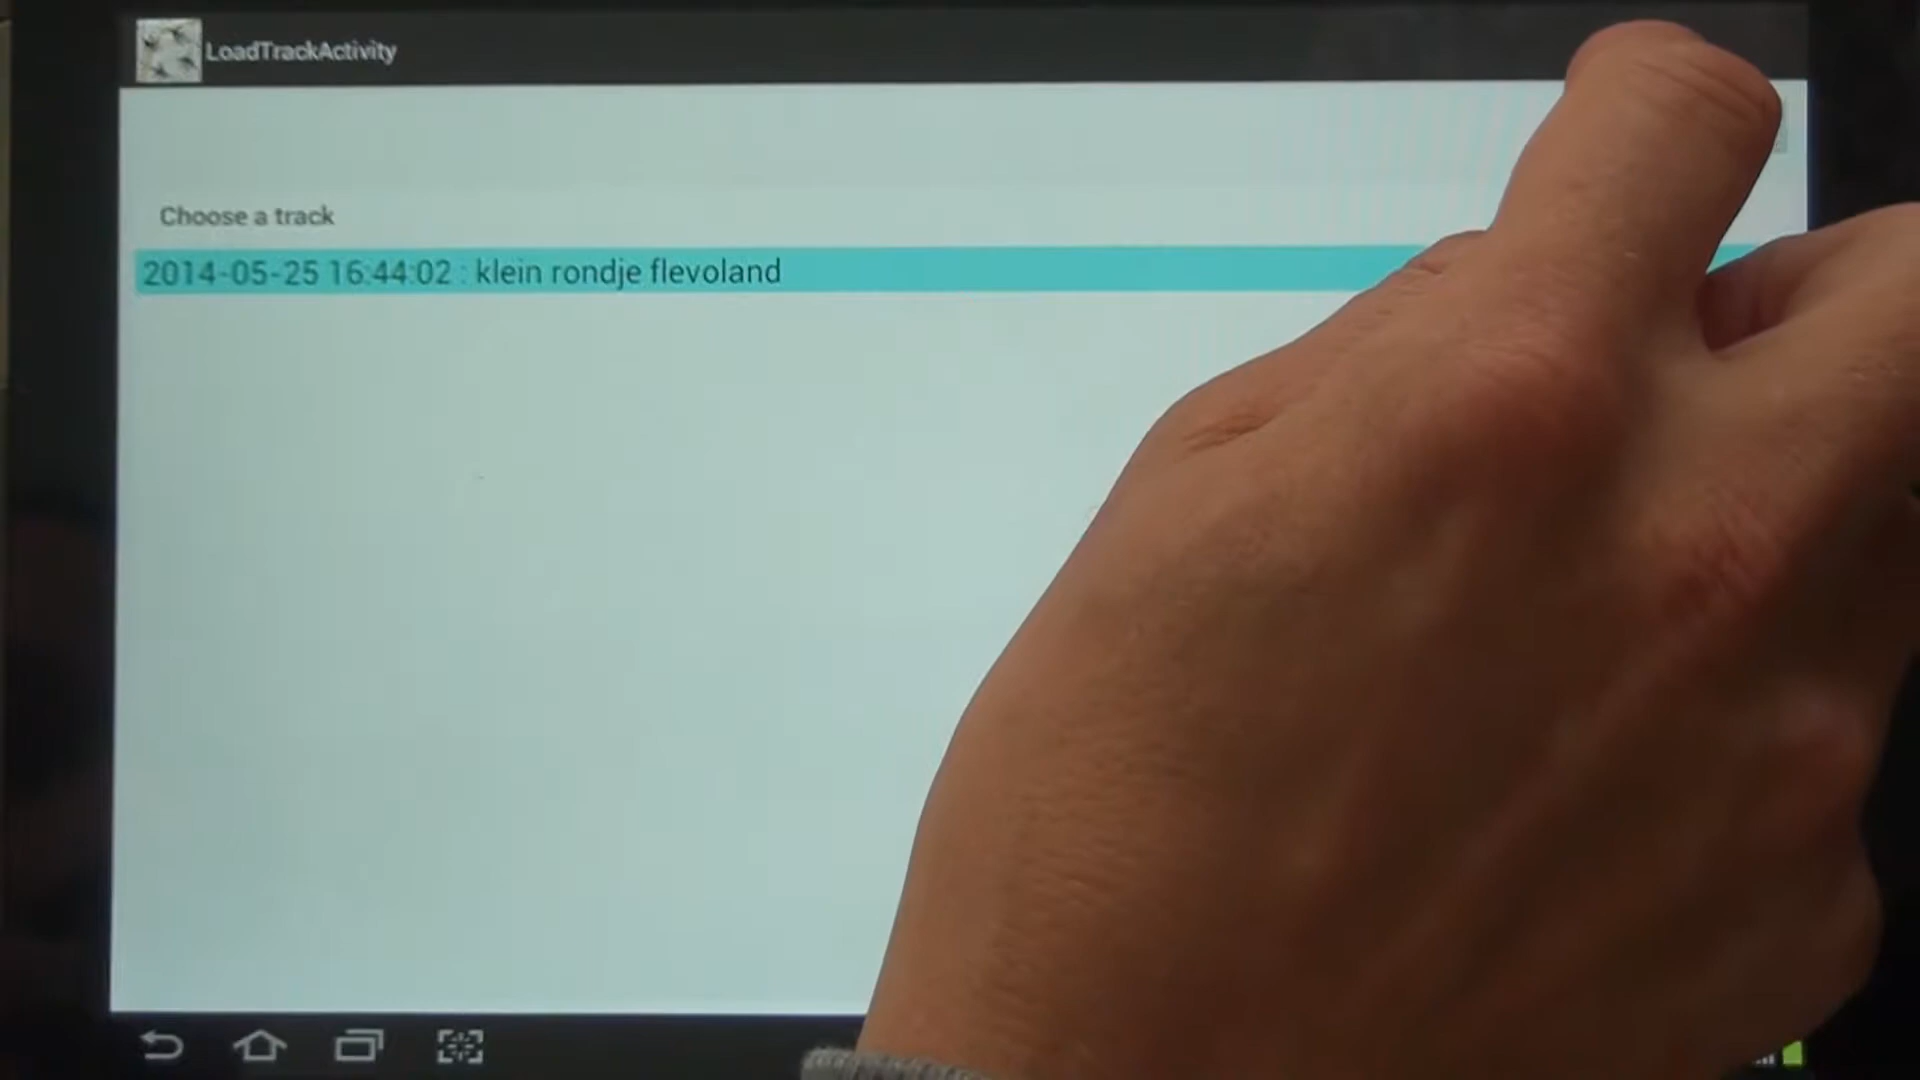 LoadTrackActivity
Choose a track
2014-05-25 16:44:02 : klein rondje flevoland